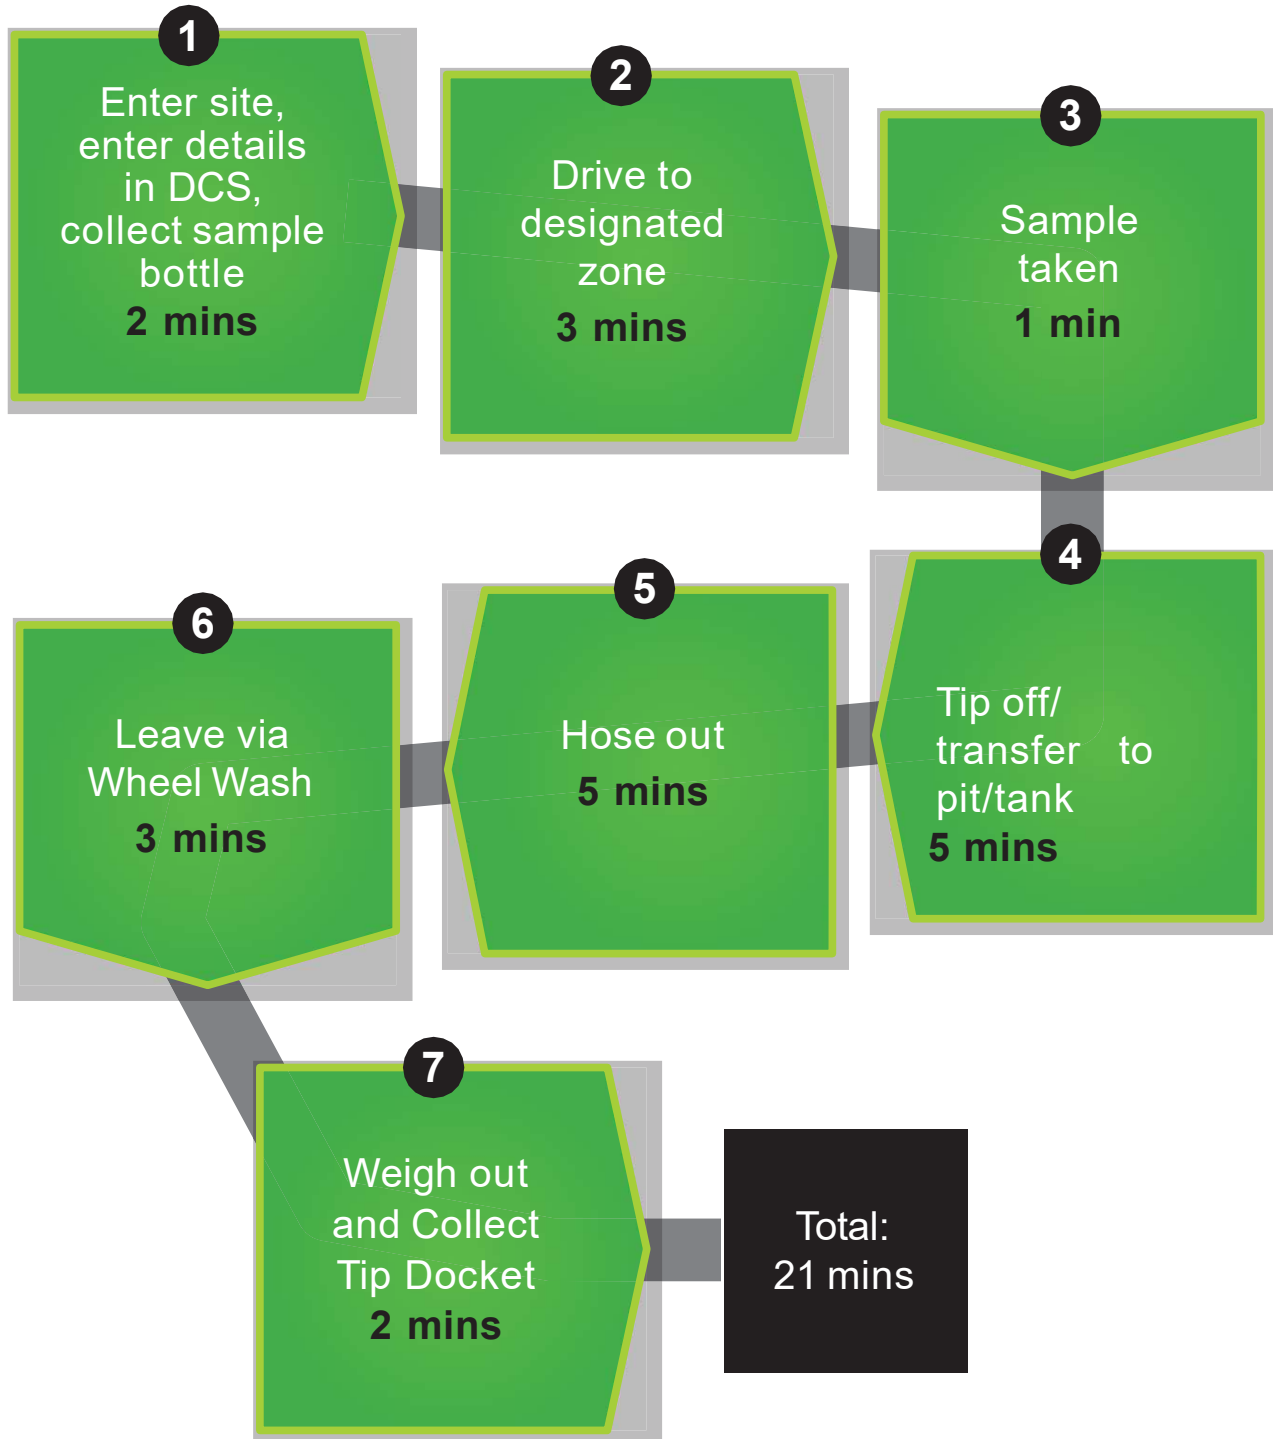 1
Enter site,
enter details
in DCS,
collect sample
bottle
2 mins
2
Drive to
designated
zone
3 mins
3
Sample
taken
1 min
4
Tip off/
transfer to
pit/tank
5 mins
5
Hose out
5 mins
6
Leave via
Wheel Wash
3 mins
7
Weigh out
and Collect
Tip Docket
2 mins
Total:
21 mins